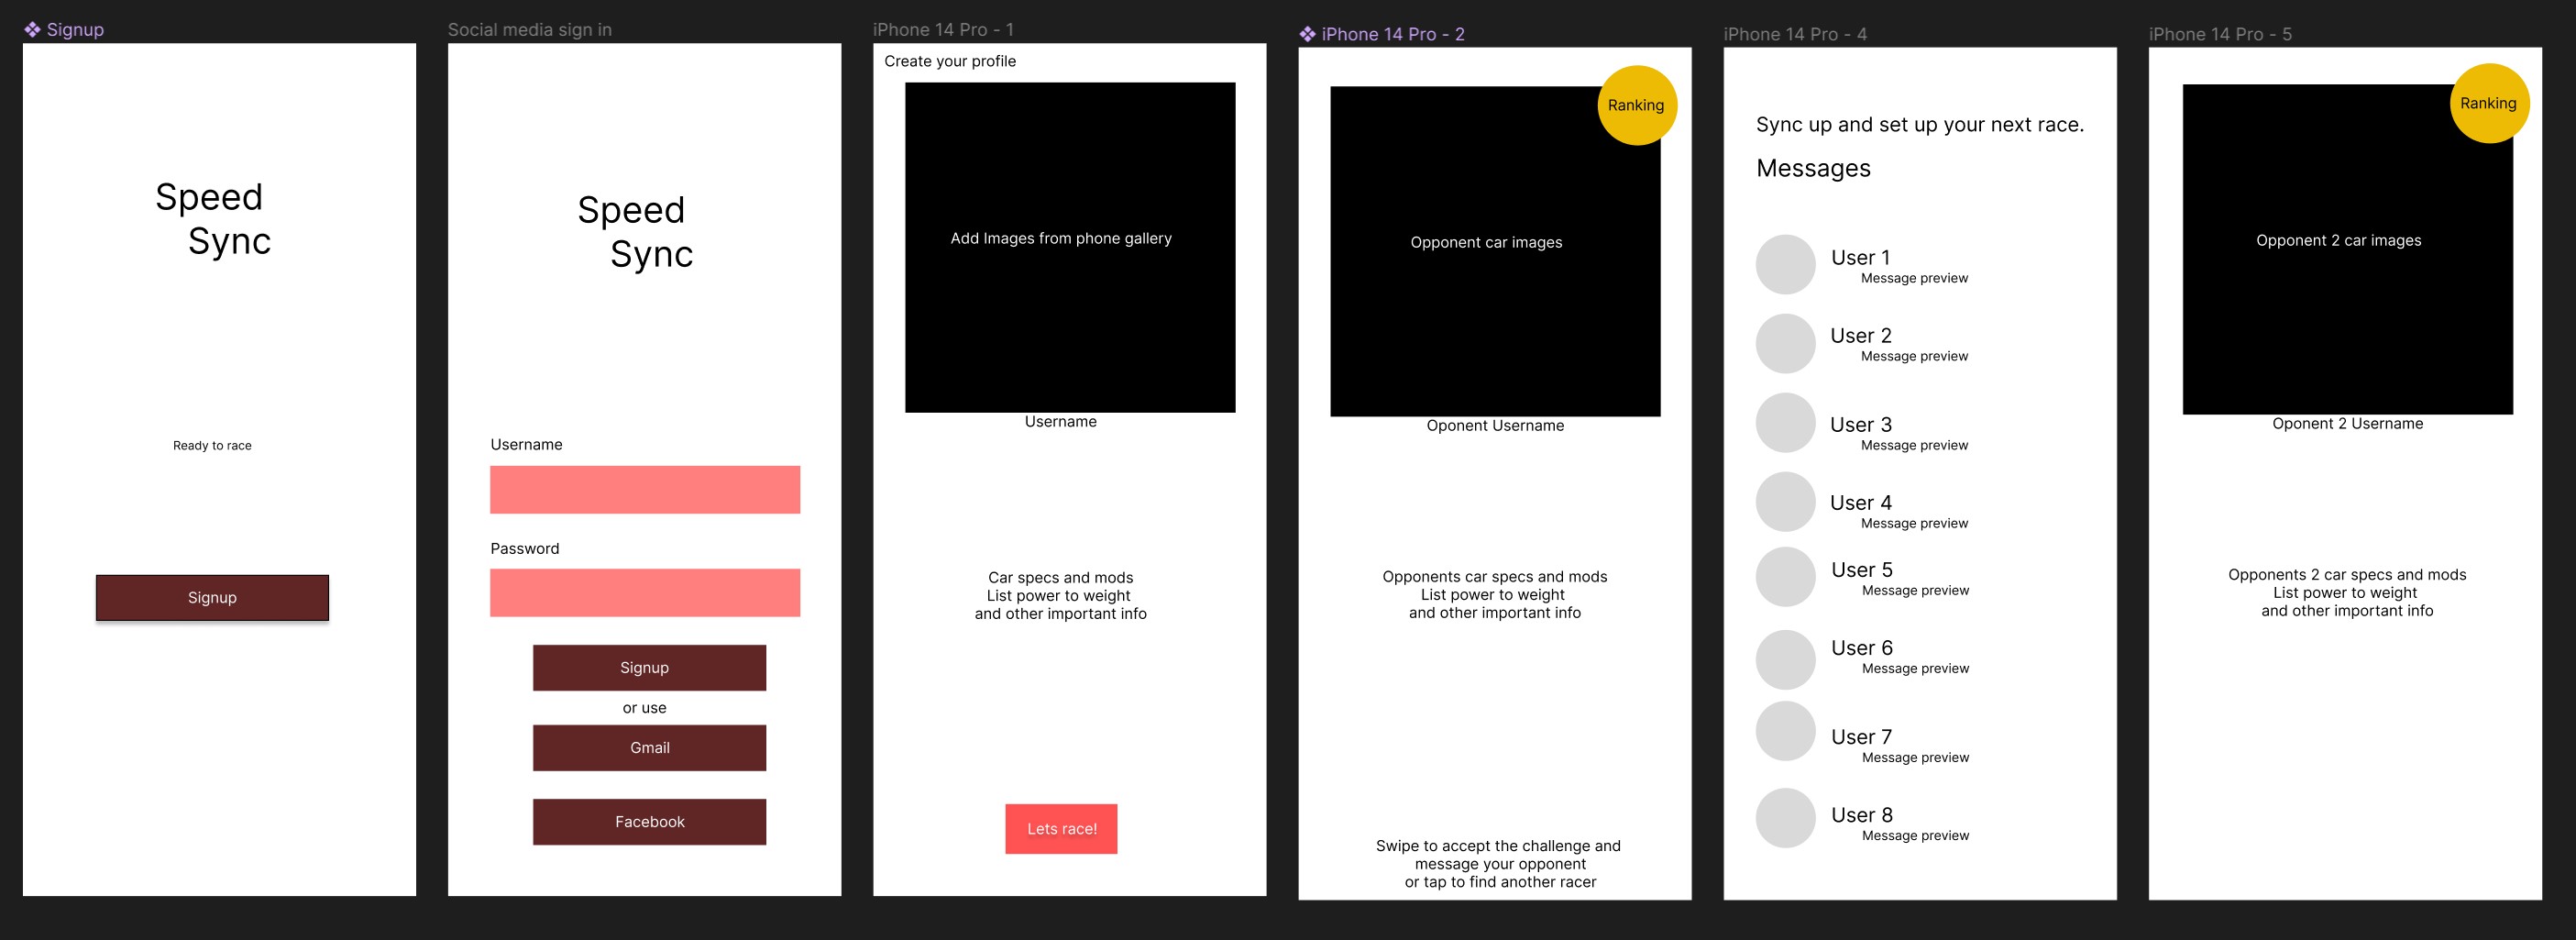 Signup
Speed
Sync
Ready to race
Signup
Social media sign in
Speed
Sync
Username
Password
Signup
or use
Gmail
Facebook
iPhone 14 Pro - 1
Create your profile
Add Images from phone gallery
Username
Car specs and mods
List power to weight
and other important info
Lets race!
iPhone 14 Pro - 2
Ranking
Opponent car images
Oponent Username
Opponents car specs and mods
List power to weight
and other important info
Swipe to accept the challenge and
message your opponent
or tap to find another racer
iPhone 14 Pro - 4
Sync up and set up your next race.
Messages
User 1
Message preview
User 2
Message preview
User 3
Message preview
User 4
Message preview
User 5
Message preview
User 6
Message preview
User 7
Message preview
User 8
Message preview
iPhone 14 Pro - 5
Ranking
Opponent 2 car images
Oponent 2 Username
Opponents 2 car specs and mods
List power to weight
and other important info